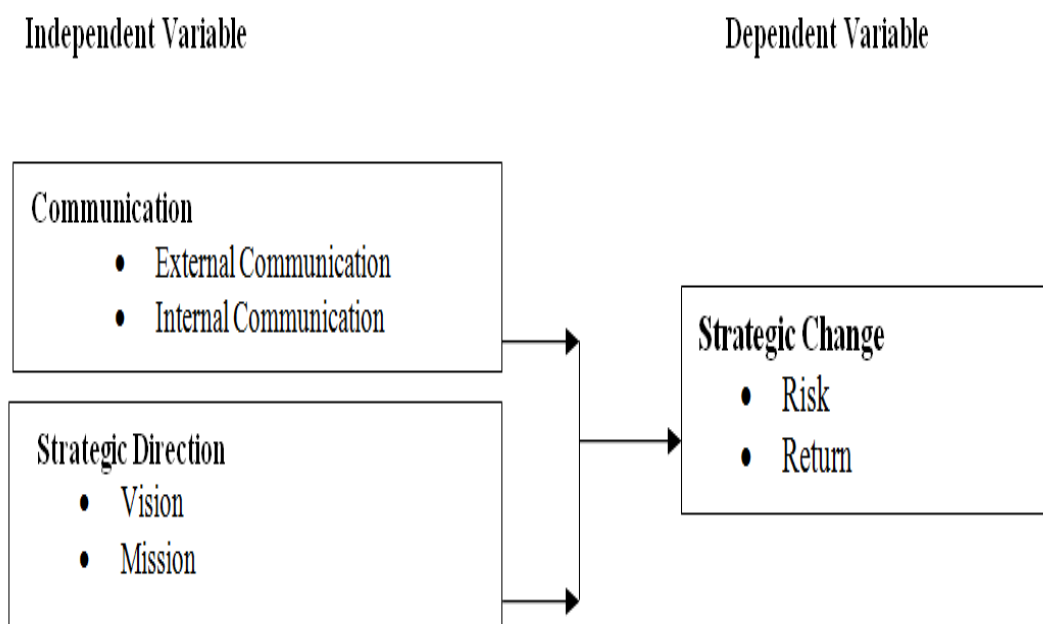 Independent Variable
Dependent Variable
Communication
• External Communication
• Internal Communication
Strategic Direction
• Vision
• Mission
Strategic Change
• Risk
• Return